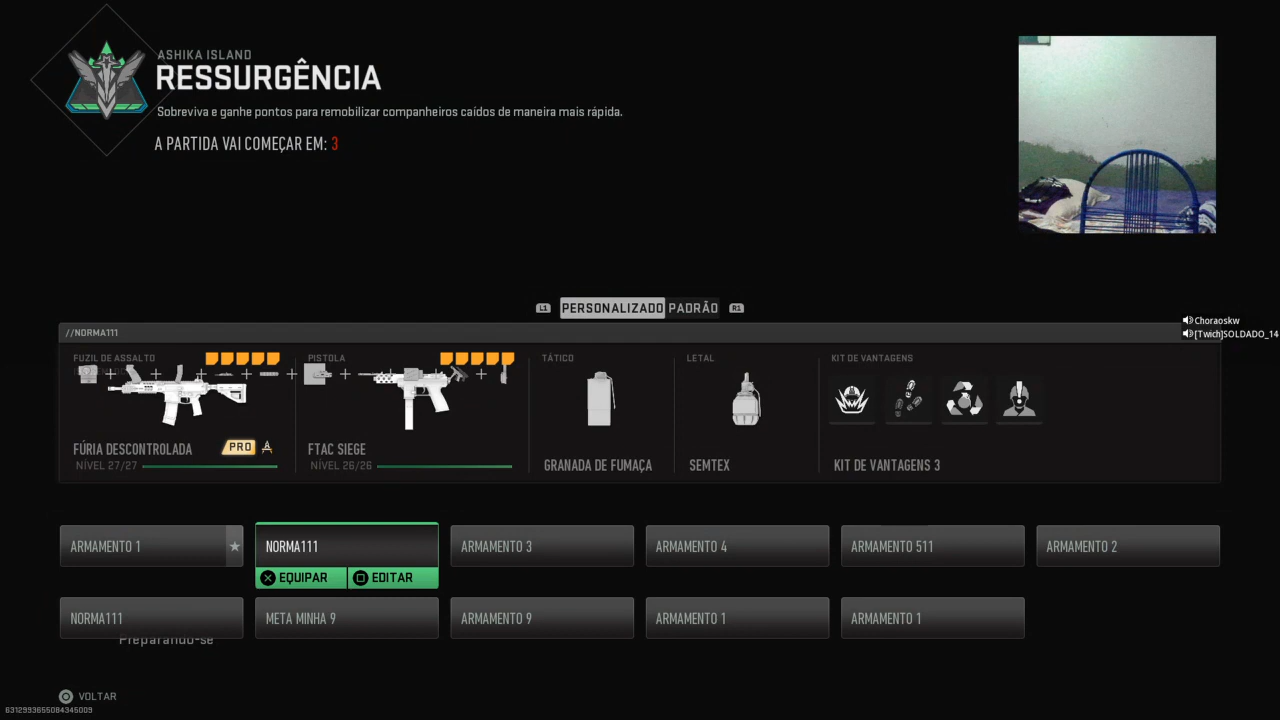 ASHIKA ISLAND
RESSURGÊNCIA
Sobreviva e ganhe pontos para remobilizar companheiros caídos de maneira mais rápida.
A PARTIDA VAI COMEÇAR EM: 3
L1 PERSONALIZADO PADRÃO R1
Choraoskw
[Twich]SOLDADO_14
//NORMA111
FUZIL DE ASSALTO
PISTOLA
TÁTICO
LETAL
KIT DE VANTAGENS
FÚRIA DESCONTROLADA PRO
NÍVEL 27/27
FTAC SIEGE
NÍVEL 26/26
GRANADA DE FUMAÇA
SEMTEX
KIT DE VANTAGENS 3
ARMAMENTO 1
NORMA111
ARMAMENTO 3
ARMAMENTO 4
ARMAMENTO 511
ARMAMENTO 2
EQUIPAR
EDITAR
NORMA111
META MINHA 9
ARMAMENTO 9
ARMAMENTO 1
ARMAMENTO 1
Preparando-se
VOLTAR
6312993655084345009